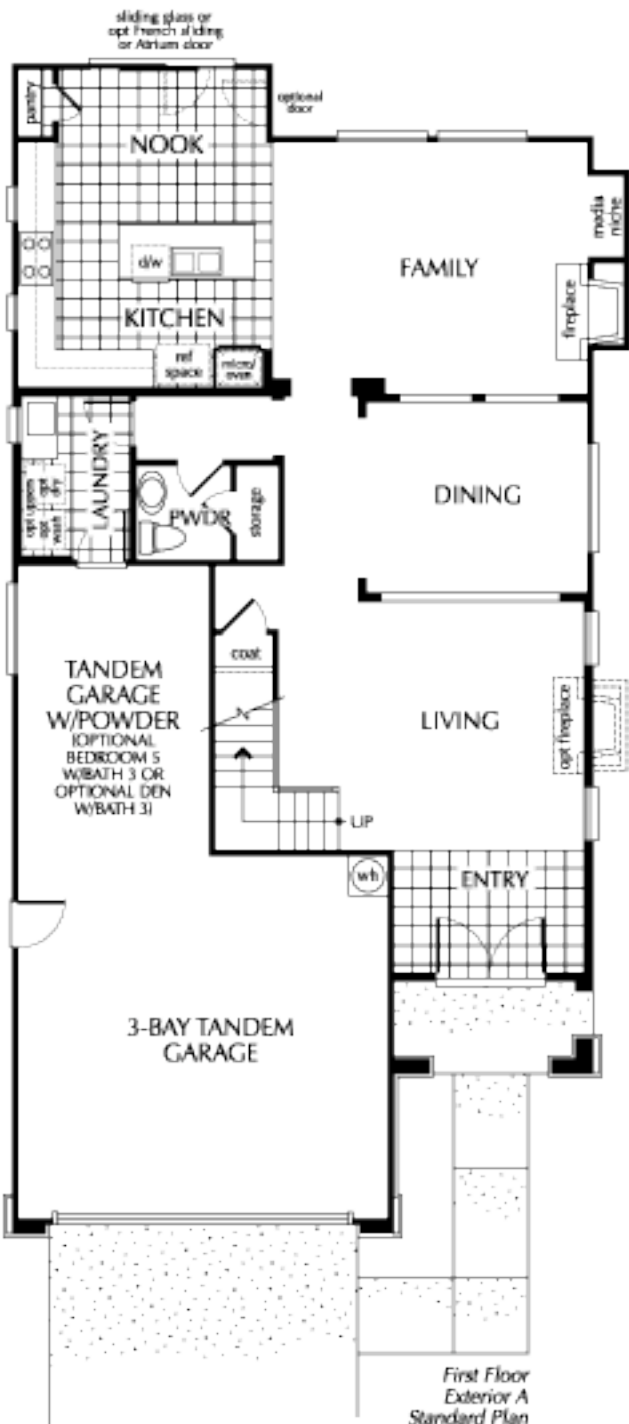 sliding glass or
opt French sliding
or Atrium door
pantry
optional
door
NOOK
media
niche
FAMILY
d/w
fireplace
KITCHEN
ref
space
micro/
oven
LAUNDRY
opt uppers
opt
dry
opt
wash
PWDR
storage
DINING
coat
TANDEM
GARAGE
W/POWDER
(OPTIONAL
BEDROOM 5
W/BATH 3 OR
OPTIONAL DEN
W/BATH 3)
LIVING
opt fireplace
UP
wh
ENTRY
3-BAY TANDEM
GARAGE
First Floor
Exterior A
Standard Plan